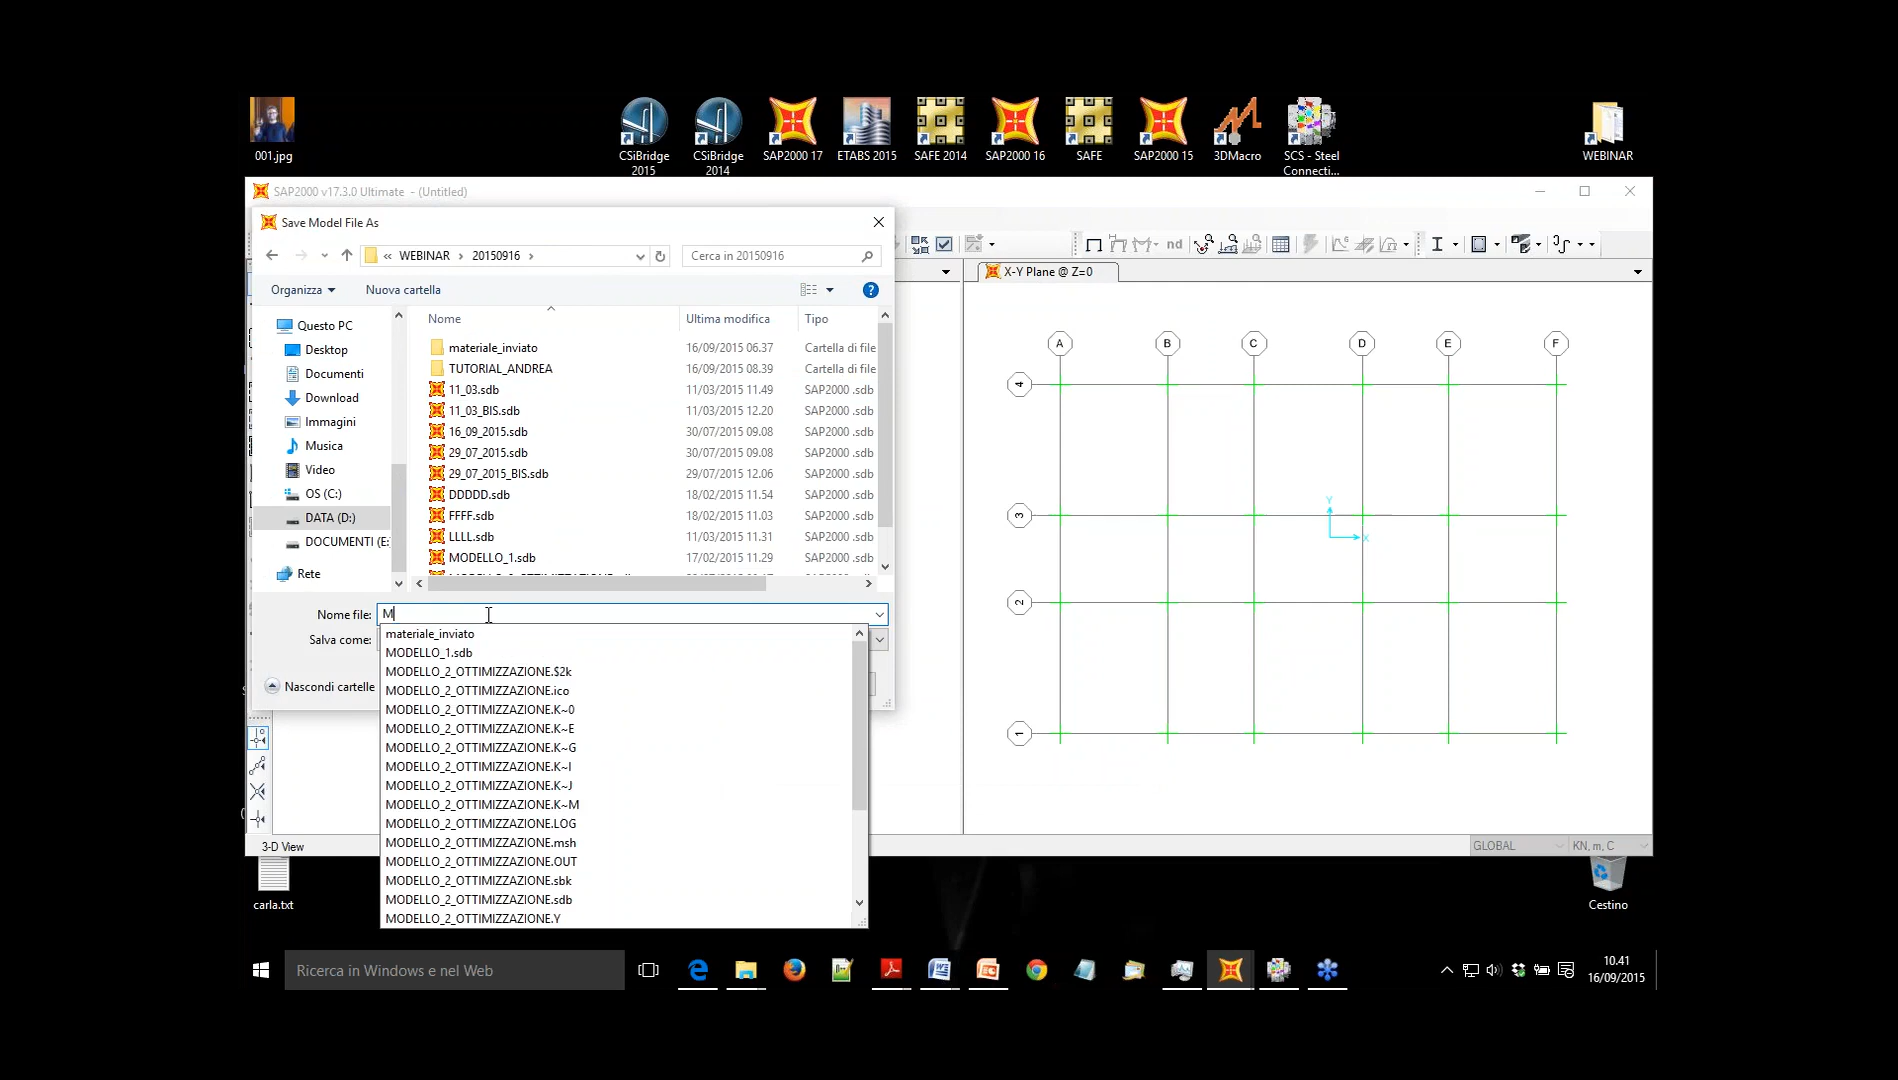 001.jpg
CSiBridge 2015
CSiBridge 2014
SAP2000 17
ETABS 2015
SAFE 2014
SAP2000 16
SAFE
SAP2000 15
3DMacro
SCS - Steel Connecti...
WEBINAR
SAP2000 v17.3.0 Ultimate - (Untitled)
Save Model File As
« WEBINAR > 20150916 >
Cerca in 20150916
nd
X-Y Plane @ Z=0
Organizza
Nuova cartella
Questo PC
Desktop
Documenti
Download
Immagini
Musica
Video
OS (C:)
DATA (D:)
DOCUMENTI (E:
Rete
Nome Ultima modifica Tipo
materiale_inviato 16/09/2015 06.37 Cartella di file
TUTORIAL_ANDREA 16/09/2015 08.39 Cartella di file
11_03.sdb 11/03/2015 11.49 SAP2000 .sdb
11_03_BIS.sdb 11/03/2015 12.20 SAP2000 .sdb
16_09_2015.sdb 30/07/2015 09.08 SAP2000 .sdb
29_07_2015.sdb 30/07/2015 09.08 SAP2000 .sdb
29_07_2015_BIS.sdb 29/07/2015 12.06 SAP2000 .sdb
DDDDD.sdb 18/02/2015 11.54 SAP2000 .sdb
FFFF.sdb 18/02/2015 11.03 SAP2000 .sdb
LLLL.sdb 11/03/2015 11.31 SAP2000 .sdb
MODELLO_1.sdb 17/02/2015 11.29 SAP2000 .sdb
Nome file: M
Salva come:
Nascondi cartelle
materiale_inviato
MODELLO_1.sdb
MODELLO_2_OTTIMIZZAZIONE.$2k
MODELLO_2_OTTIMIZZAZIONE.ico
MODELLO_2_OTTIMIZZAZIONE.K~0
MODELLO_2_OTTIMIZZAZIONE.K~E
MODELLO_2_OTTIMIZZAZIONE.K~G
MODELLO_2_OTTIMIZZAZIONE.K~I
MODELLO_2_OTTIMIZZAZIONE.K~J
MODELLO_2_OTTIMIZZAZIONE.K~M
MODELLO_2_OTTIMIZZAZIONE.LOG
MODELLO_2_OTTIMIZZAZIONE.msh
MODELLO_2_OTTIMIZZAZIONE.OUT
MODELLO_2_OTTIMIZZAZIONE.sbk
MODELLO_2_OTTIMIZZAZIONE.sdb
MODELLO_2_OTTIMIZZAZIONE.Y
A B C D E F
4
3
2
1
Y
X
3-D View
GLOBAL
KN, m, C
carla.txt
Cestino
Ricerca in Windows e nel Web
10.41
16/09/2015